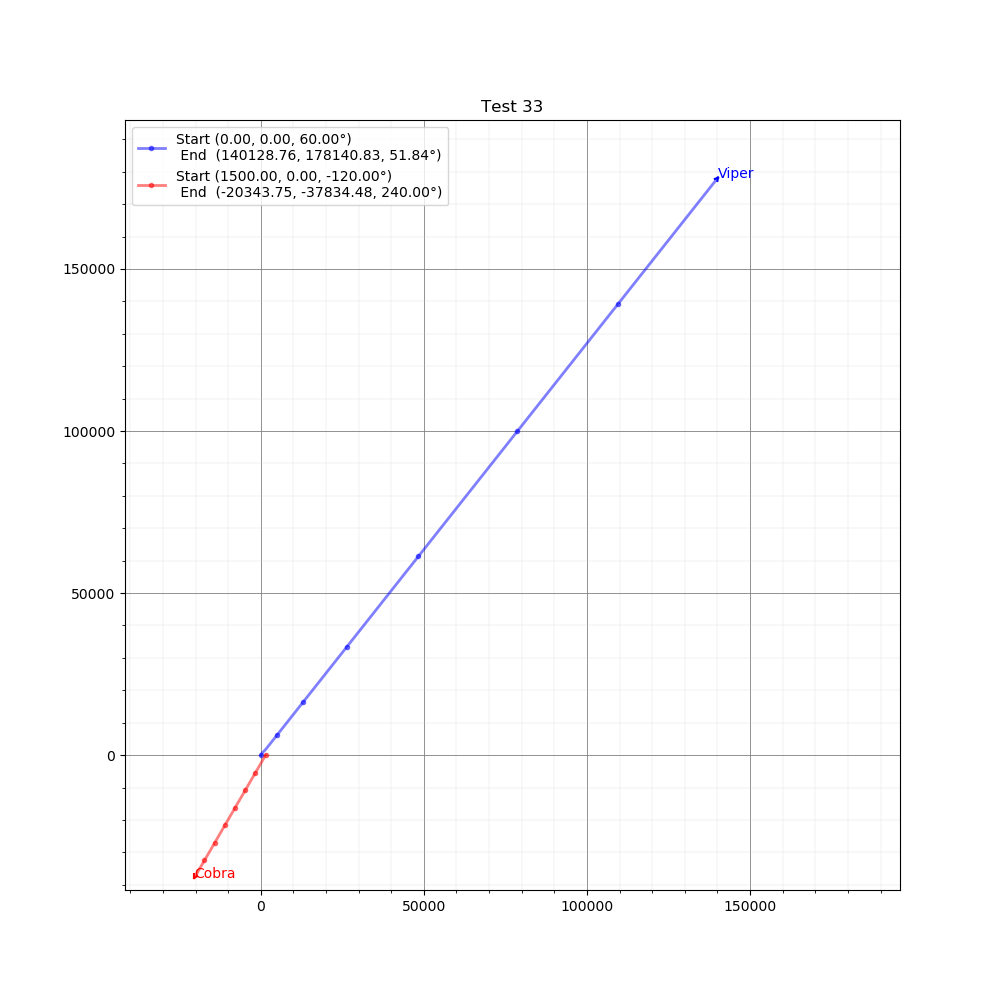 Test 33
Start (0.00, 0.00, 60.00°)
End (140128.76, 178140.83, 51.84°)
Start (1500.00, 0.00, -120.00°)
End (-20343.75, -37834.48, 240.00°)
Viper
150000
100000
50000
0
Cobra
0
50000
100000
150000